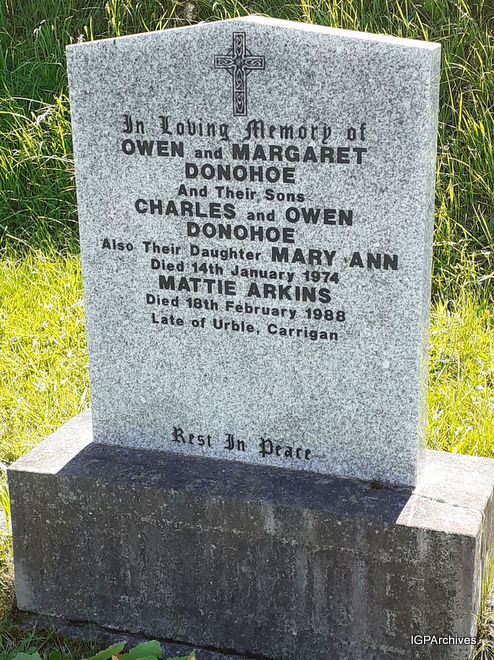 In Loving Memory of
OWEN and MARGARET
DONOHOE
And Their Sons
CHARLES and OWEN
DONOHOE
Also Their Daughter MARY ANN
Died 14th January 1974
MATTIE ARKINS
Died 18th February 1988
Late of Urble, Carrigan
Rest In Peace
IGPArchives